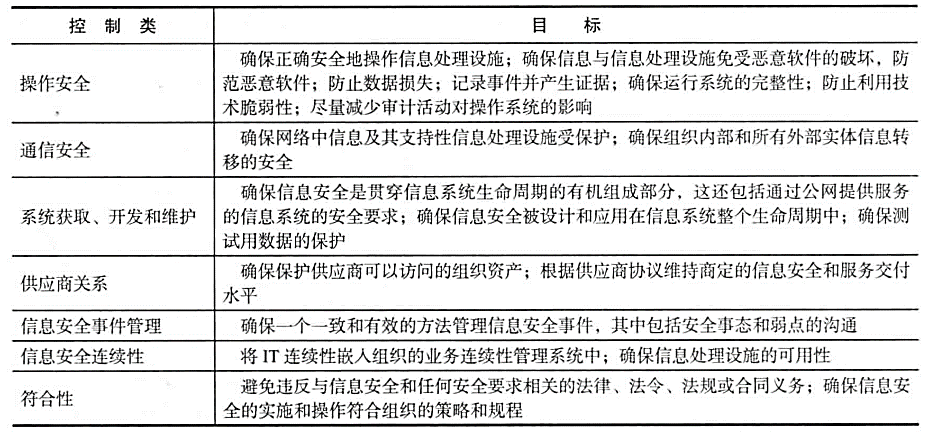 控制类 目标
操作安全 确保正确安全地操作信息处理设施；确保信息与信息处理设施免受恶意软件的破坏，防
范恶意软件；防止数据损失；记录事件并产生证据；确保运行系统的完整性；防止利用技
术脆弱性；尽量减少审计活动对操作系统的影响
通信安全 确保网络中信息及其支持性信息处理设施受保护；确保组织内部和所有外部实体信息转
移的安全
系统获取、开发和维护 确保信息安全是贯穿信息系统生命周期的有机组成部分，这还包括通过公网提供服务
的信息系统的安全要求；确保信息安全被设计和应用在信息系统整个生命周期中；确保测
试用数据的保护
供应商关系 确保保护供应商可以访问的组织资产；根据供应商协议维持商定的信息安全和服务交付
水平
信息安全事件管理 确保一个一致和有效的方法管理信息安全事件，其中包括安全事态和弱点的沟通
信息安全连续性 将 IT 连续性嵌入组织的业务连续性管理系统中；确保信息处理设施的可用性
符合性 避免违反与信息安全和任何安全要求相关的法律、法令、法规或合同义务；确保信息安
全的实施和操作符合组织的策略和规程